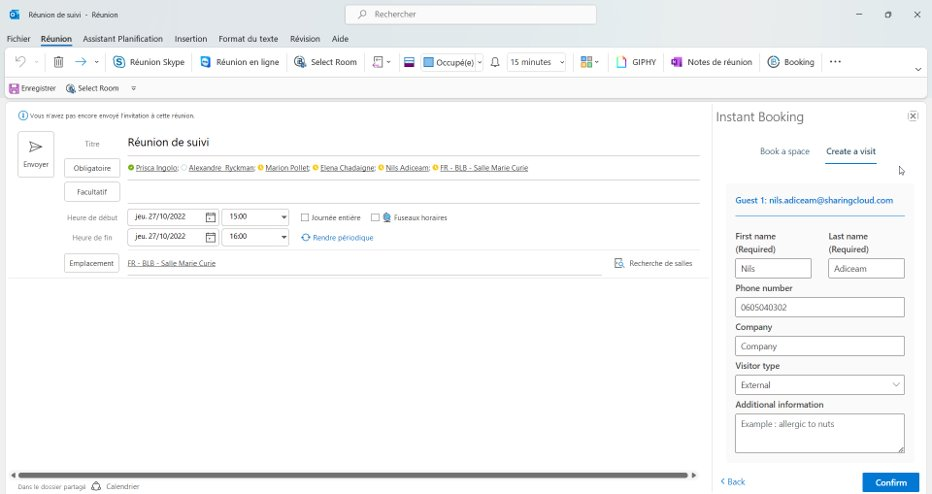 Réunion de suivi - Réunion
Rechercher
Fichier Réunion Assistant Planification Insertion Format du texte Révision Aide
Réunion Skype Réunion en ligne Select Room Occupé(e) 15 minutes GIPHY Notes de réunion Booking
Enregistrer Select Room
Vous n'avez pas encore envoyé l'invitation à cette réunion.
Envoyer
Titre Réunion de suivi
Obligatoire Prisca Ingolo; Alexandre Ryckman; Marion Pollet; Elena Chadaigne; Nils Adiceam; FR - BLB - Salle Marie Curie
Facultatif
Heure de début jeu. 27/10/2022 15:00 Journée entière Fuseaux horaires
Heure de fin jeu. 27/10/2022 16:00 Rendre périodique
Emplacement FR - BLB - Salle Marie Curie Recherche de salles
Dans le dossier partagé Calendrier
Instant Booking
Book a space Create a visit
Guest 1: nils.adiceam@sharingcloud.com
First name (Required)
Nils
Last name (Required)
Adiceam
Phone number
0605040302
Company
Company
Visitor type
External
Additional information
Example : allergic to nuts
Back Confirm